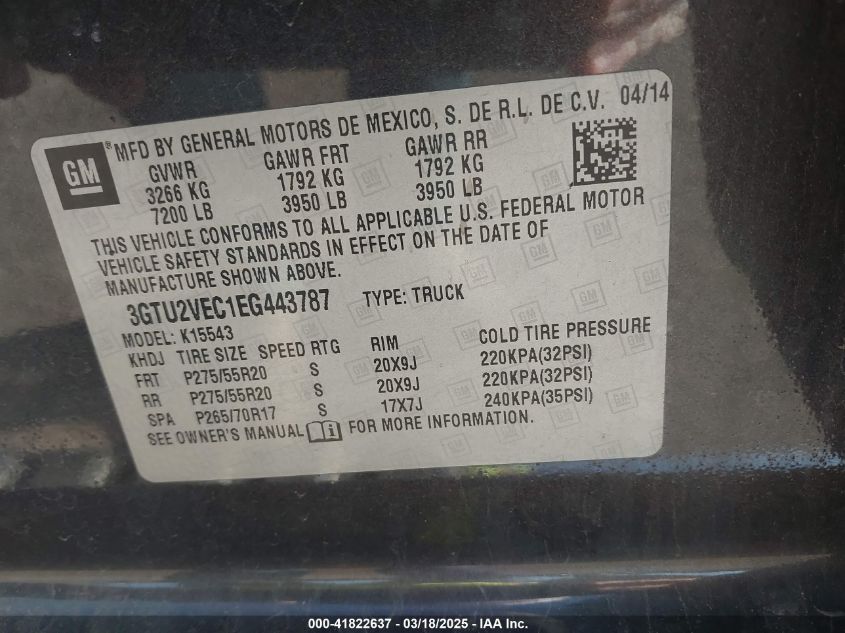 GM ® MFD BY GENERAL MOTORS DE MEXICO, S. DE R.L. DE C.V. 04/14
GVWR GAWR FRT GAWR RR
3266 KG 1792 KG 1792 KG
7200 LB 3950 LB 3950 LB
THIS VEHICLE CONFORMS TO ALL APPLICABLE U.S. FEDERAL MOTOR
VEHICLE SAFETY STANDARDS IN EFFECT ON THE DATE OF
MANUFACTURE SHOWN ABOVE.
3GTU2VEC1EG443787 TYPE: TRUCK
MODEL: K15543
KHDJ TIRE SIZE SPEED RTG RIM COLD TIRE PRESSURE
FRT P275/55R20 S 20X9J 220KPA(32PSI)
RR P275/55R20 S 20X9J 220KPA(32PSI)
SPA P265/70R17 S 17X7J 240KPA(35PSI)
SEE OWNER'S MANUAL FOR MORE INFORMATION.
000-41822637 - 03/18/2025 - IAA Inc.